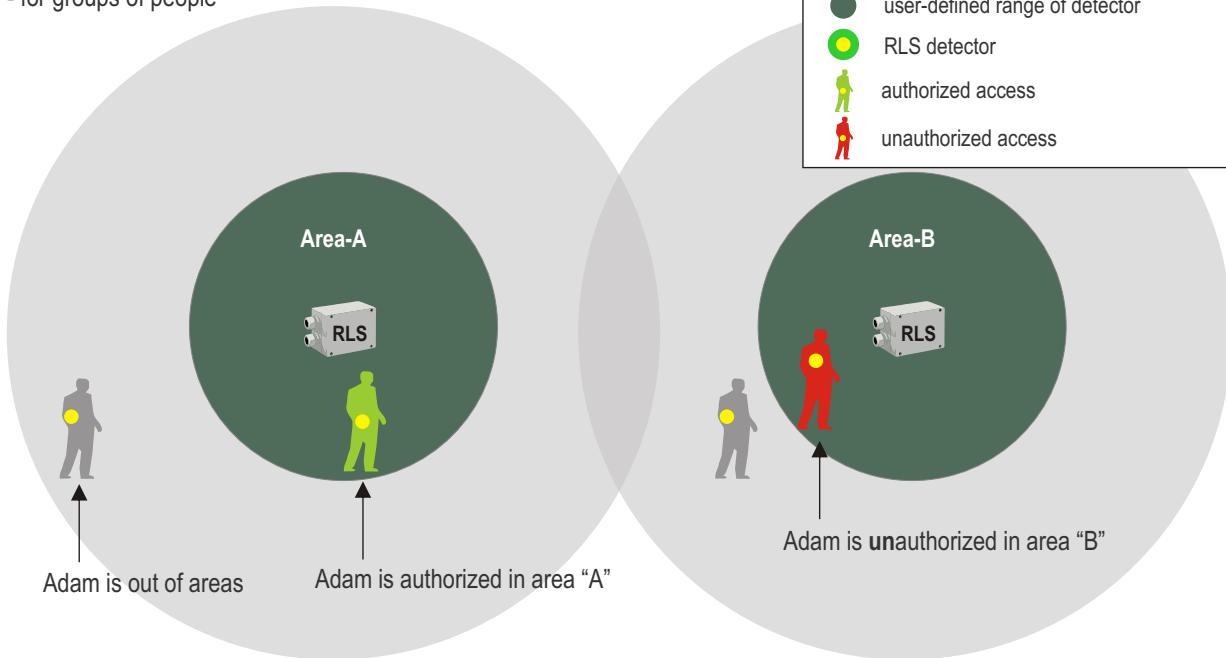 - for groups of people
user-defined range of detector
RLS detector
authorized access
unauthorized access
Area-A
Area-B
RLS
RLS
Adam is out of areas
Adam is authorized in area “A”
Adam is unauthorized in area “B”